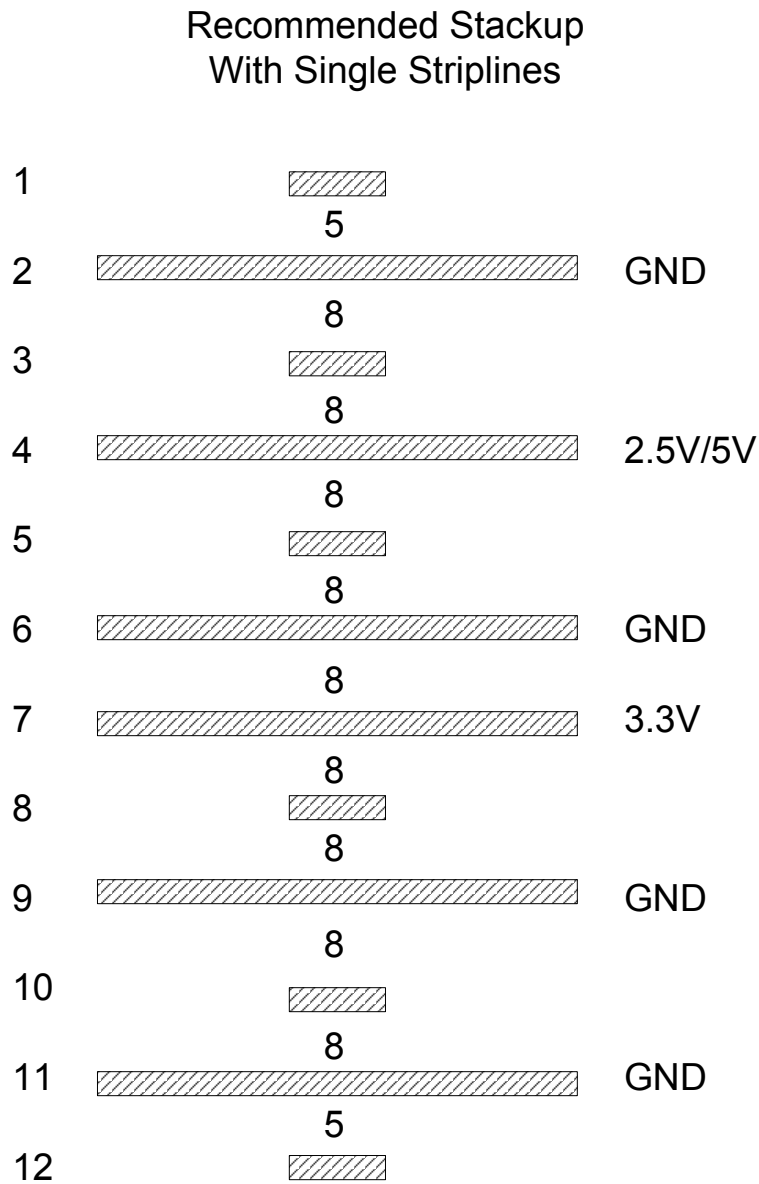 Recommended Stackup
With Single Striplines
1
5
2 GND
8
3
8
4 2.5V/5V
8
5
8
6 GND
8
7 3.3V
8
8
8
9 GND
8
10
8
11 GND
5
12